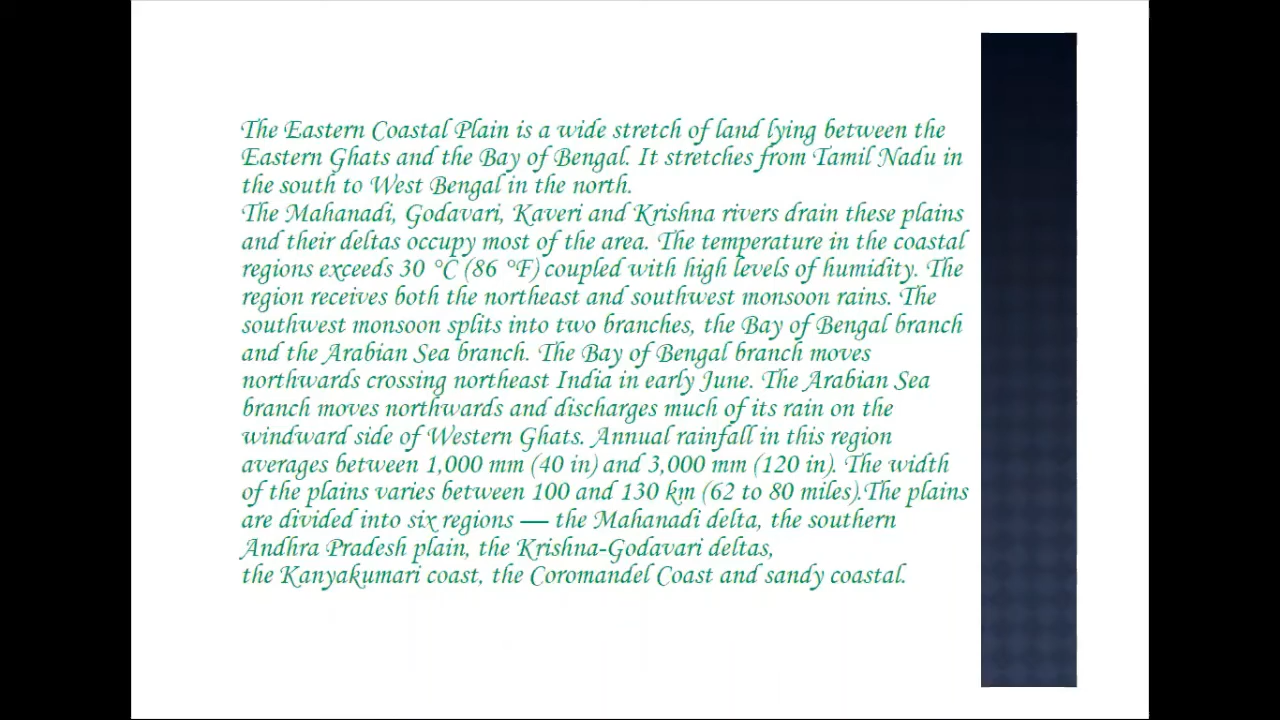 The Eastern Coastal Plain is a wide stretch of land lying between the
Eastern Ghats and the Bay of Bengal. It stretches from Tamil Nadu in
the south to West Bengal in the north.
The Mahanadi, Godavari, Kaveri and Krishna rivers drain these plains
and their deltas occupy most of the area. The temperature in the coastal
regions exceeds 30 °C (86 °F) coupled with high levels of humidity. The
region receives both the northeast and southwest monsoon rains. The
southwest monsoon splits into two branches, the Bay of Bengal branch
and the Arabian Sea branch. The Bay of Bengal branch moves
northwards crossing northeast India in early June. The Arabian Sea
branch moves northwards and discharges much of its rain on the
windward side of Western Ghats. Annual rainfall in this region
averages between 1,000 mm (40 in) and 3,000 mm (120 in). The width
of the plains varies between 100 and 130 km (62 to 80 miles).The plains
are divided into six regions — the Mahanadi delta, the southern
Andhra Pradesh plain, the Krishna-Godavari deltas,
the Kanyakumari coast, the Coromandel Coast and sandy coastal.